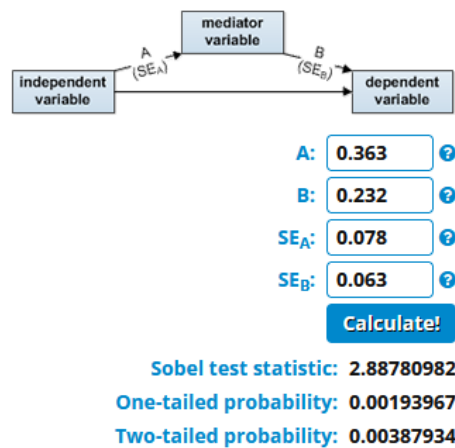 mediator
variable
A
(SEA)
B
(SEB)
independent
variable
dependent
variable
A: 0.363 ?
B: 0.232 ?
SEA: 0.078 ?
SEB: 0.063 ?
Calculate!
Sobel test statistic: 2.88780982
One-tailed probability: 0.00193967
Two-tailed probability: 0.00387934